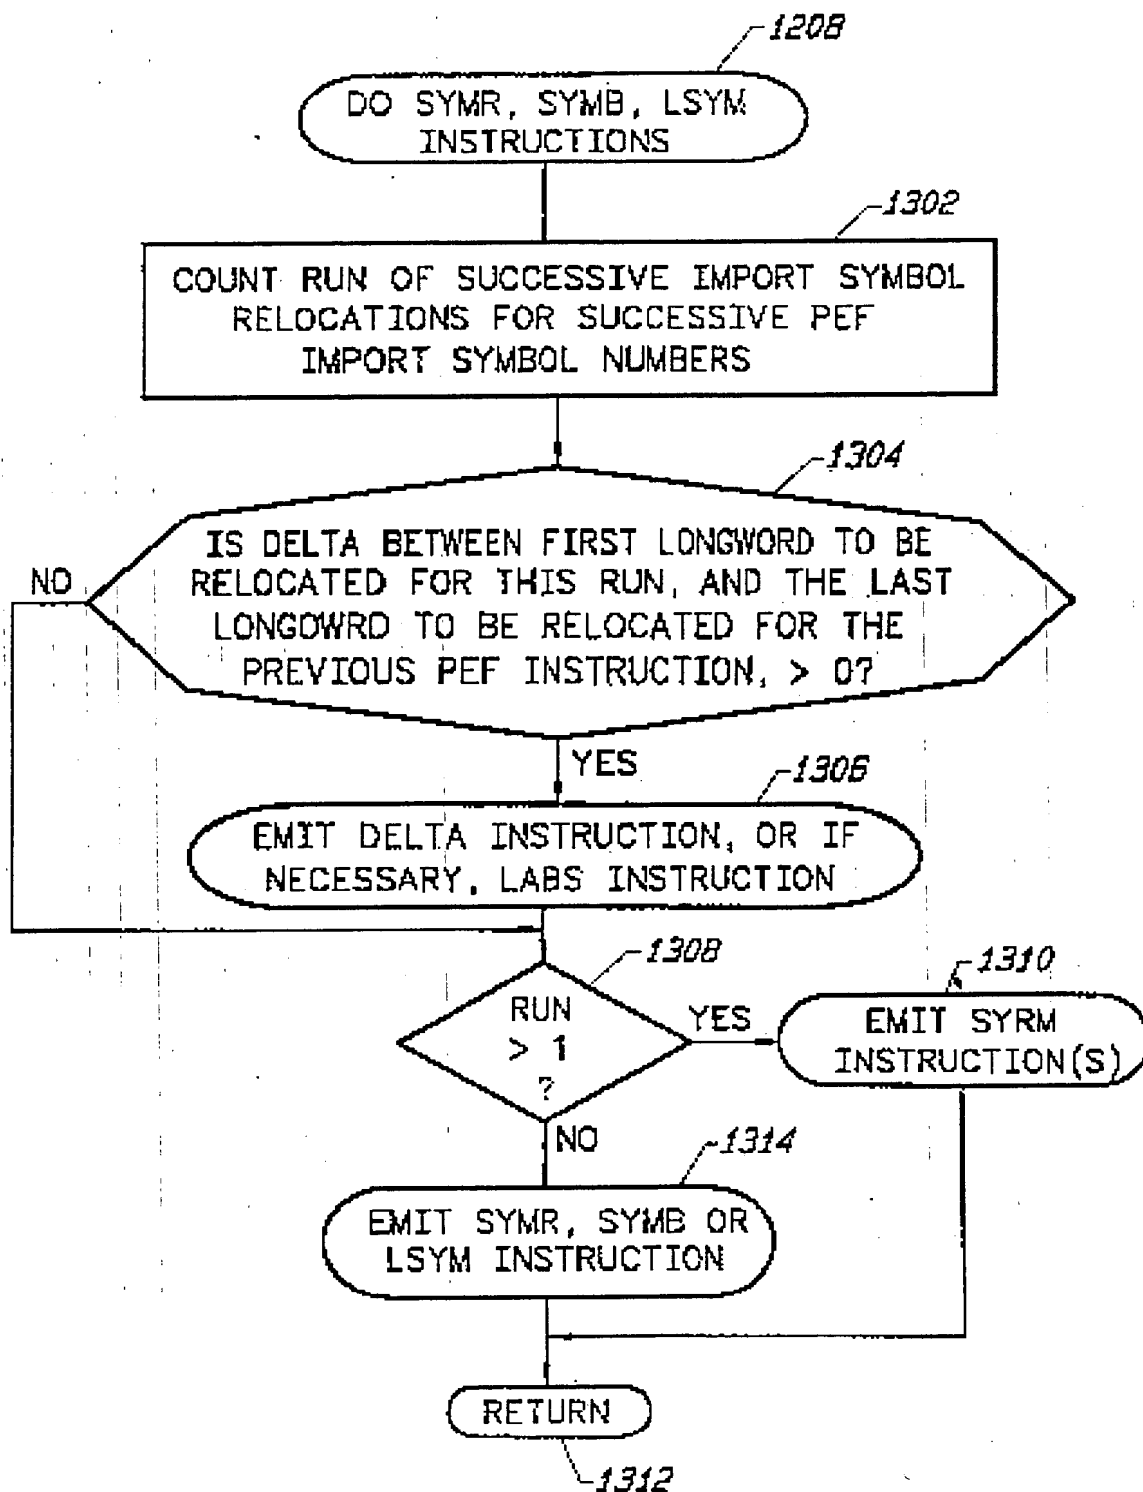 1208
DO SYMR, SYMB, LSYM
INSTRUCTIONS
1302
COUNT RUN OF SUCCESSIVE IMPORT SYMBOL
RELOCATIONS FOR SUCCESSIVE PEF
IMPORT SYMBOL NUMBERS
1304
IS DELTA BETWEEN FIRST LONGWORD TO BE
RELOCATED FOR THIS RUN, AND THE LAST
LONGOWRD TO BE RELOCATED FOR THE
PREVIOUS PEF INSTRUCTION, > 0?
NO
YES
1306
EMIT DELTA INSTRUCTION, OR IF
NECESSARY, LABS INSTRUCTION
1308
RUN
> 1
?
YES
1310
EMIT SYRM
INSTRUCTION(S)
NO
1314
EMIT SYMR, SYMB OR
LSYM INSTRUCTION
RETURN
1312